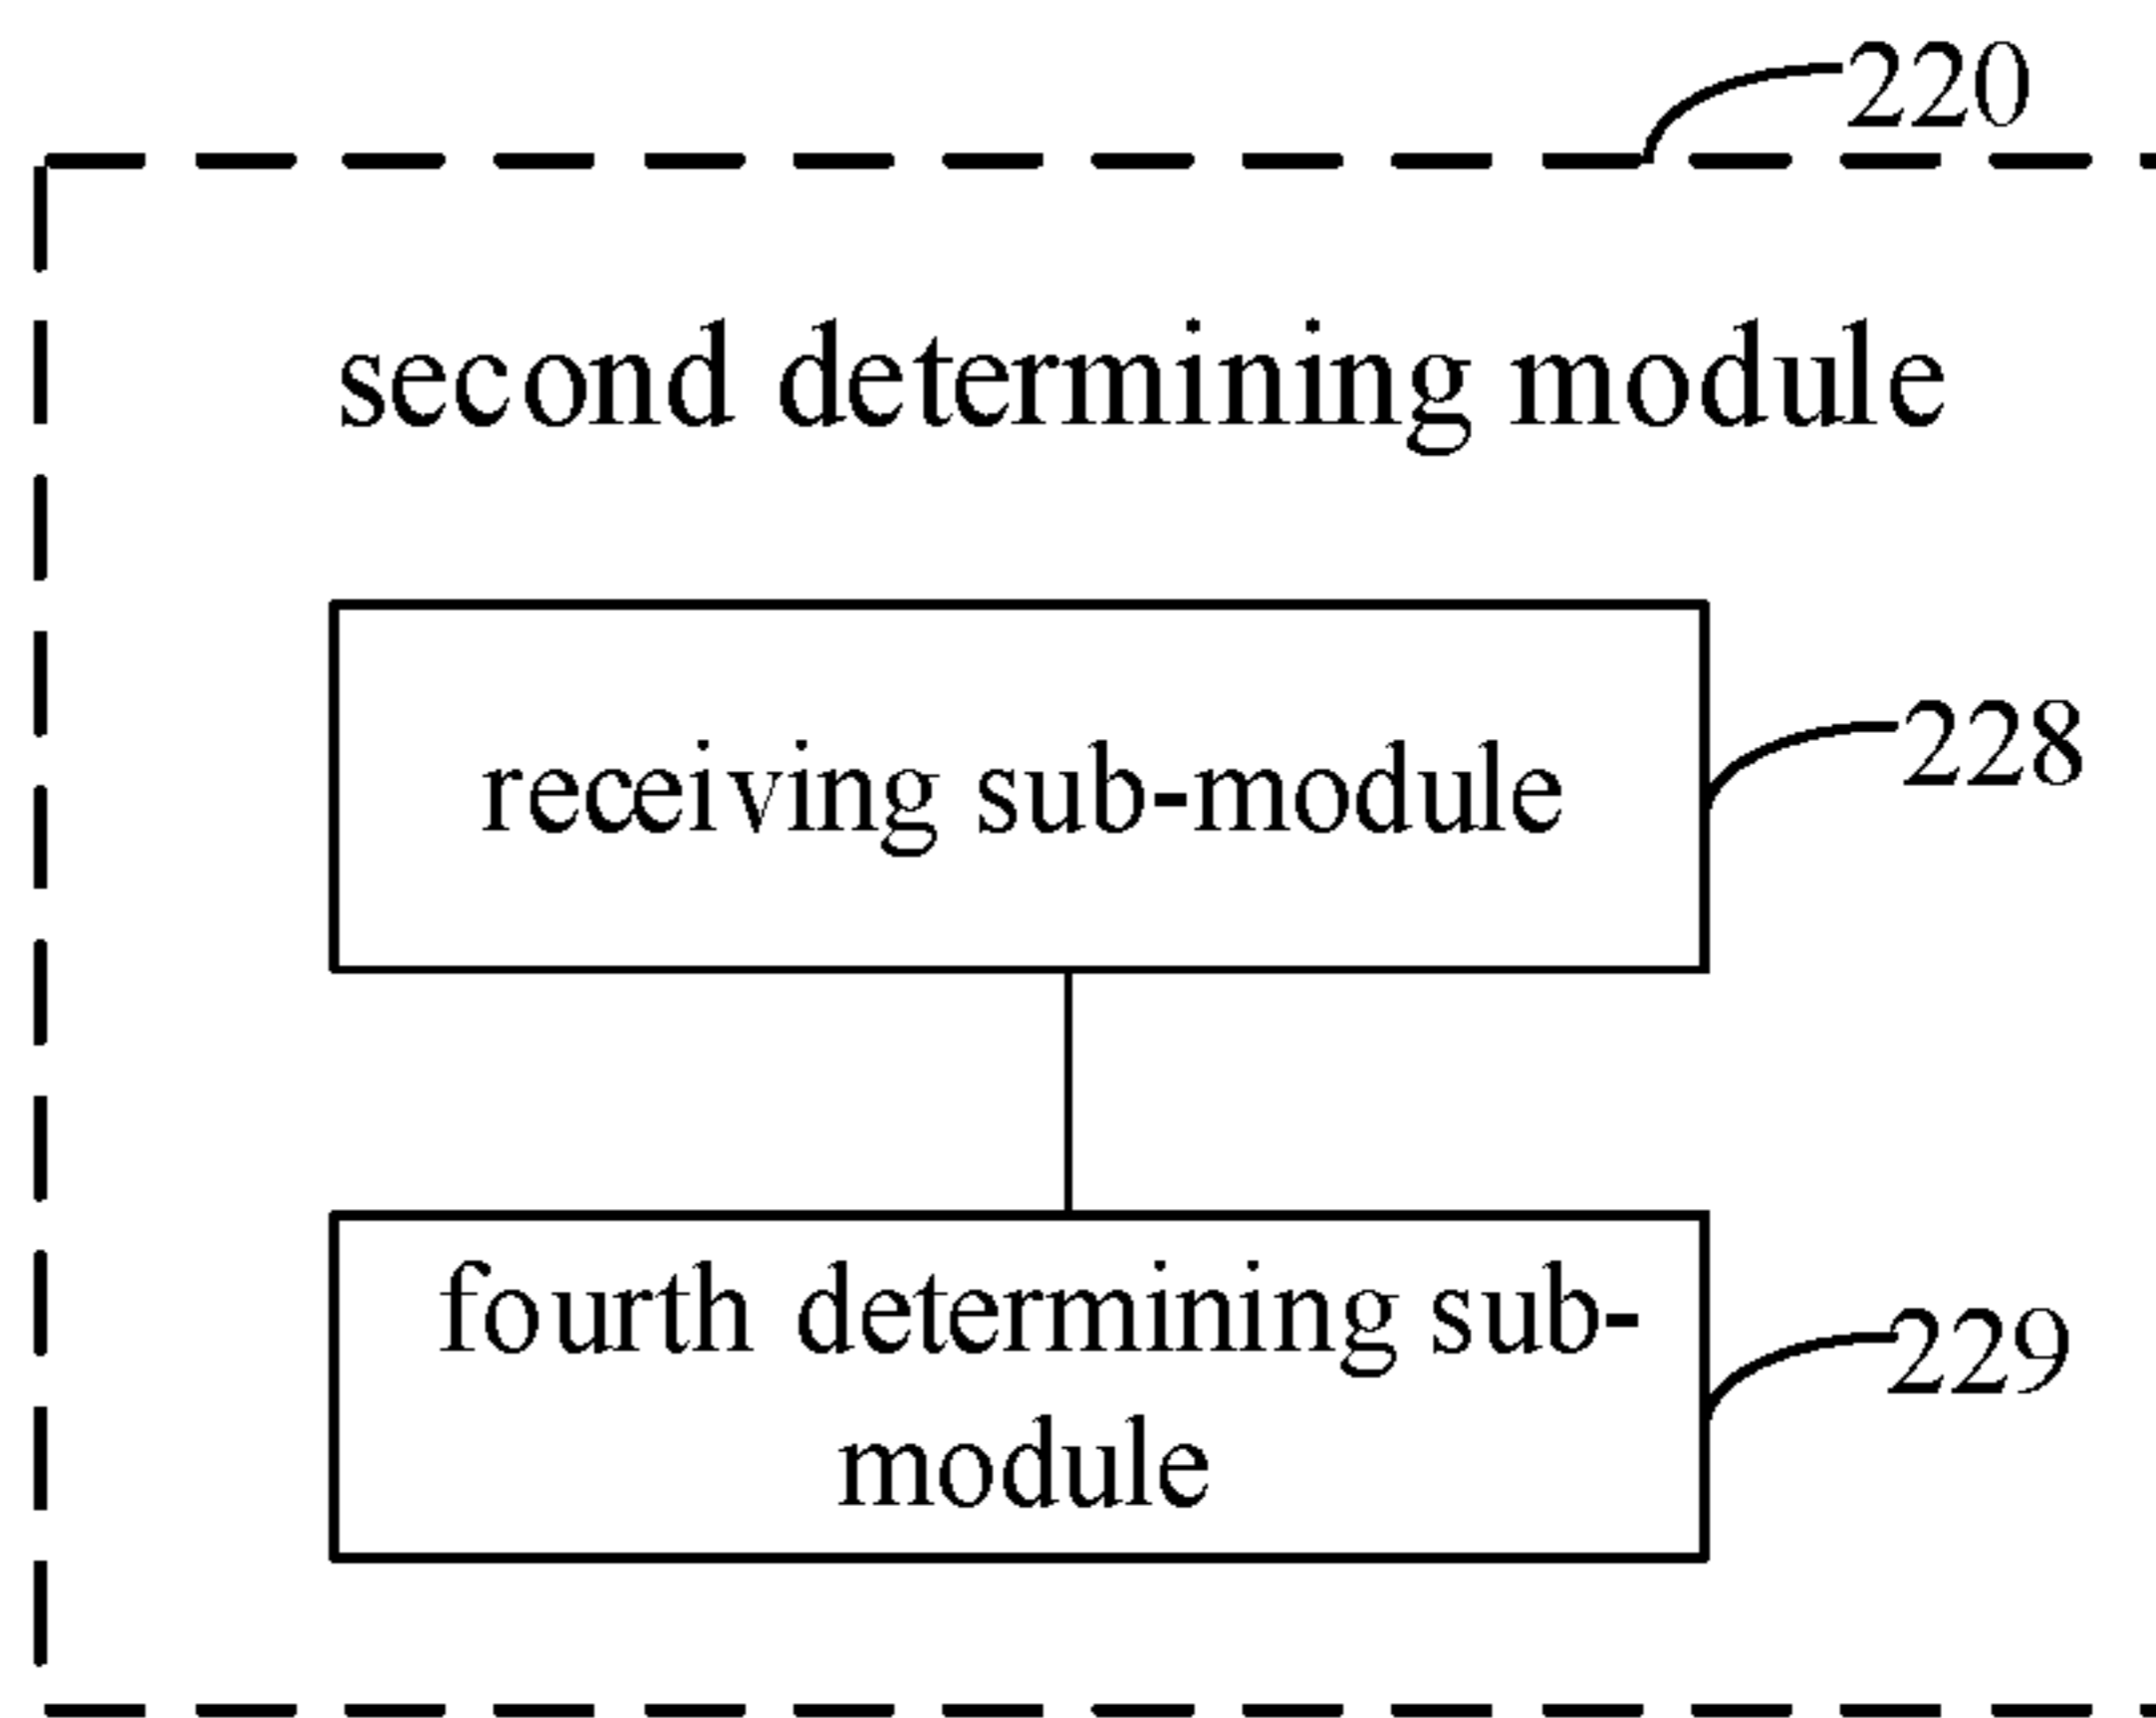 220
second determining module
receiving sub-module
228
fourth determining sub-
module
229